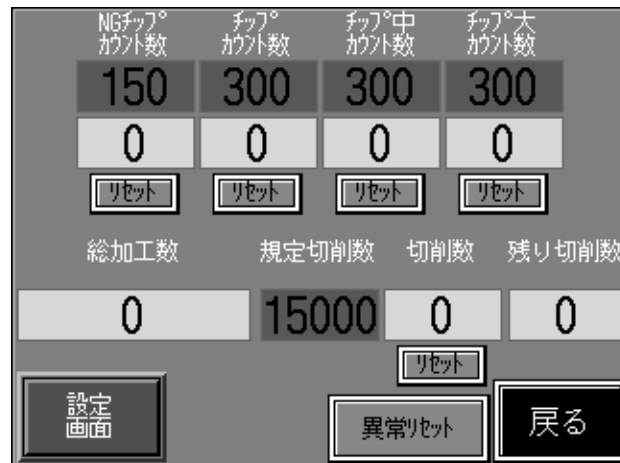 NGﾁｯﾌﾟ ﾁｯﾌﾟ ﾁｯﾌﾟ中 ﾁｯﾌﾟ大
ｶｳﾝﾄ数 ｶｳﾝﾄ数 ｶｳﾝﾄ数 ｶｳﾝﾄ数
150 300 300 300
0 0 0 0
ﾘｾｯﾄ ﾘｾｯﾄ ﾘｾｯﾄ ﾘｾｯﾄ
総加工数 規定切削数 切削数 残り切削数
0 15000 0 0
ﾘｾｯﾄ
設定
画面
異常ﾘｾｯﾄ 戻る